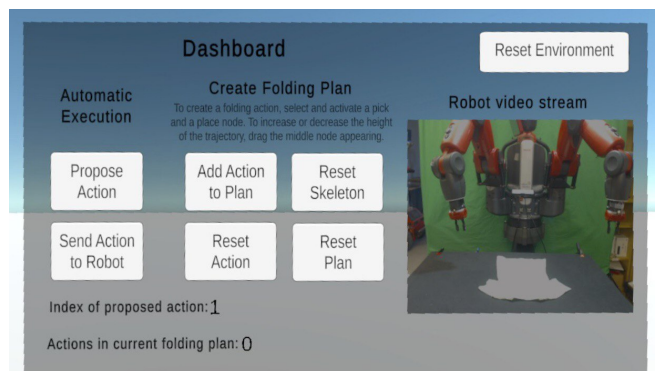 Dashboard
Reset Environment
Automatic
Execution
Create Folding Plan
To create a folding action, select and activate a pick
and a place node. To increase or decrease the height
of the trajectory, drag the middle node appearing.
Robot video stream
Propose
Action
Add Action
to Plan
Reset
Skeleton
Send Action
to Robot
Reset
Action
Reset
Plan
Index of proposed action:1
Actions in current folding plan:0